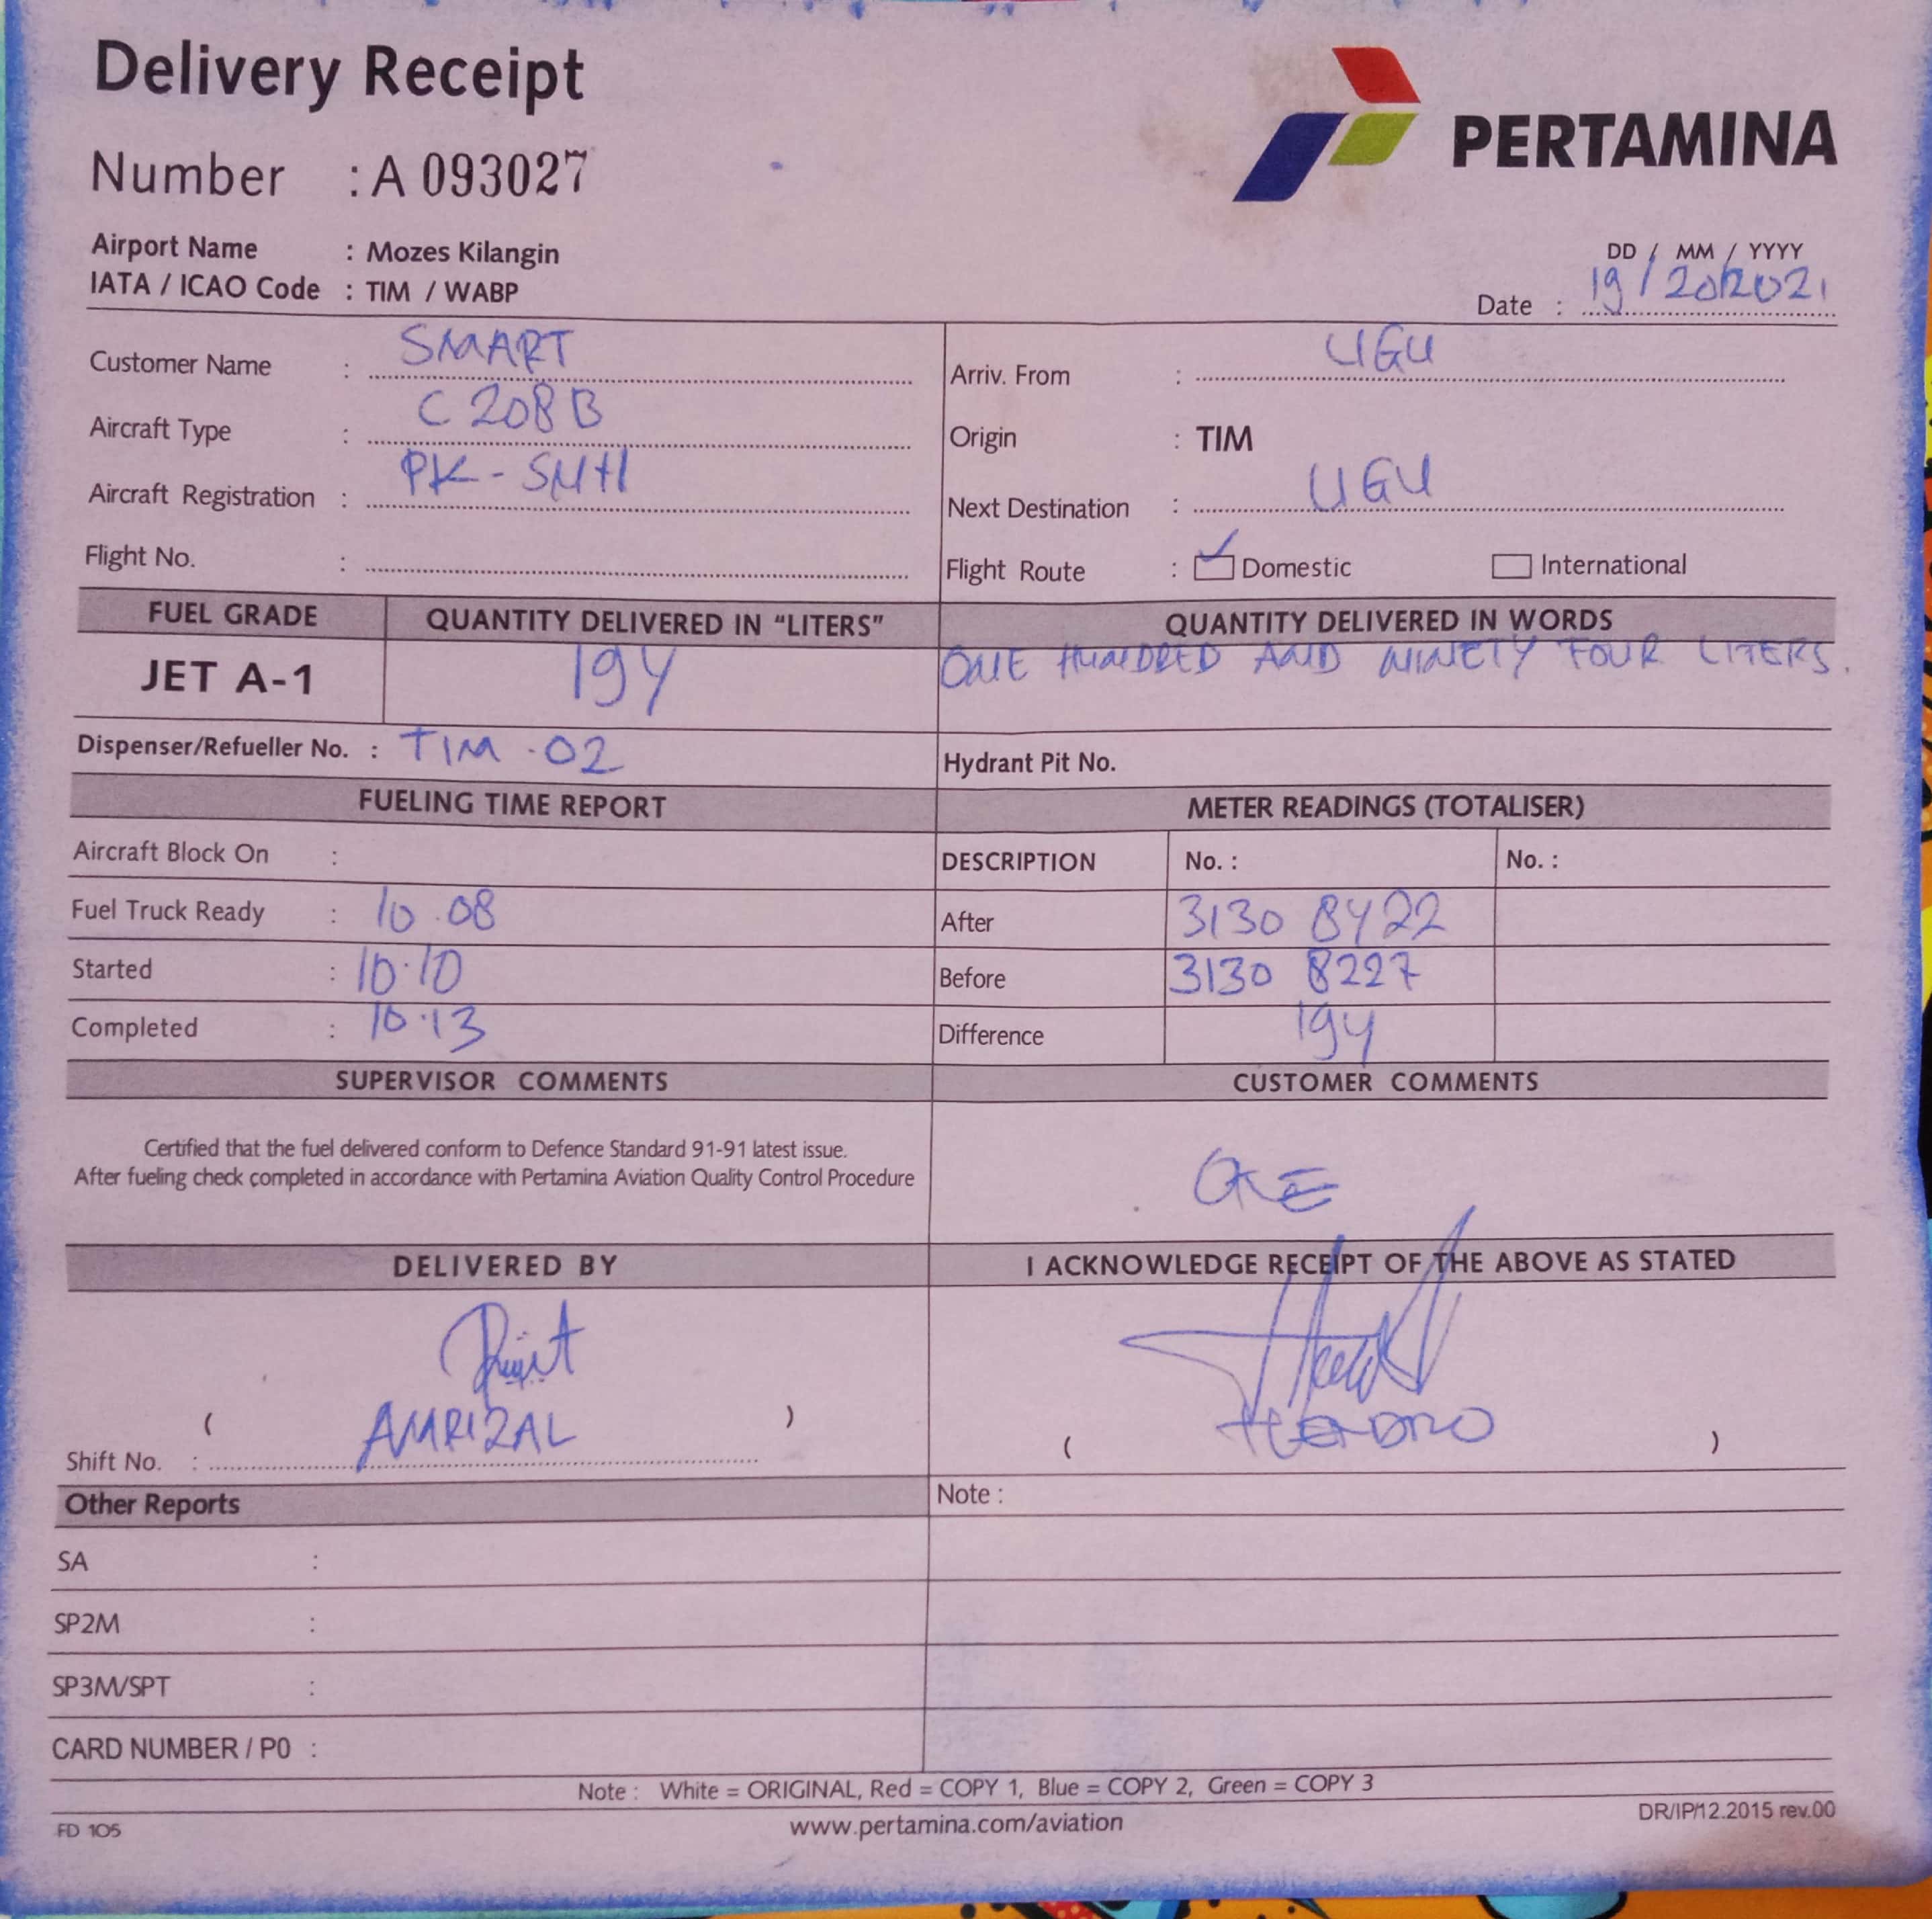 Delivery Receipt
PERTAMINA
Number : A 093027
Airport Name : Mozes Kilangin
IATA / ICAO Code : TIM / WABP
DD / MM / YYYY
Date : 19/20/2021
Customer Name : SMART
Arriv. From : UGU
Aircraft Type : C 208 B
Origin : TIM
Aircraft Registration : PK-SMH
Next Destination : UGU
Flight No. :
Flight Route : Domestic International
FUEL GRADE QUANTITY DELIVERED IN "LITERS" QUANTITY DELIVERED IN WORDS
JET A-1 194 ONE HUNDRED AND NINETY FOUR LITERS.
Dispenser/Refueller No. : TIM-02 Hydrant Pit No.
FUELING TIME REPORT METER READINGS (TOTALISER)
Aircraft Block On : DESCRIPTION No. : No. :
Fuel Truck Ready : 10.08 After 3130 8422
Started : 10.10 Before 3130 8227
Completed : 10.13 Difference 194
SUPERVISOR COMMENTS CUSTOMER COMMENTS
Certified that the fuel delivered conform to Defence Standard 91-91 latest issue.
After fueling check completed in accordance with Pertamina Aviation Quality Control Procedure
OKE
DELIVERED BY I ACKNOWLEDGE RECEIPT OF THE ABOVE AS STATED
( AMRIZAL ) ( )
Shift No. :
Other Reports Note :
SA :
SP2M :
SP3M/SPT :
CARD NUMBER / P0 :
Note : White = ORIGINAL, Red = COPY 1, Blue = COPY 2, Green = COPY 3
FD 105 www.pertamina.com/aviation DR/IP/12.2015 rev.00